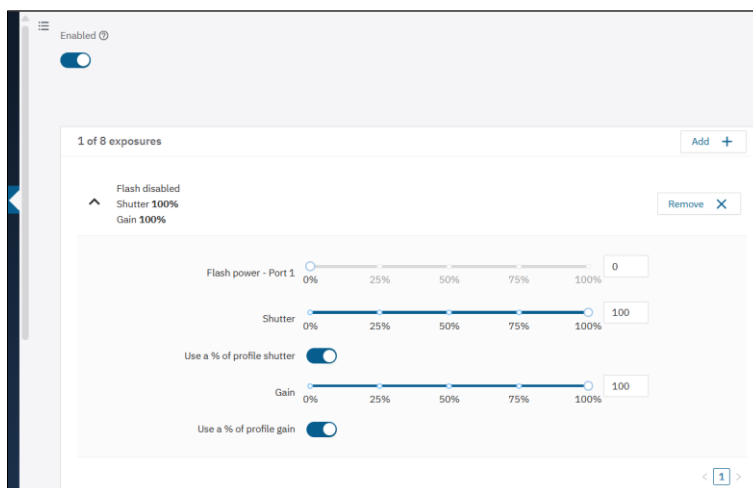 Enabled
1 of 8 exposures
Add
Flash disabled
Shutter 100%
Gain 100%
Remove
Flash power - Port 1
0% 25% 50% 75% 100%
0
Shutter
0% 25% 50% 75% 100%
100
Use a % of profile shutter
Gain
0% 25% 50% 75% 100%
100
Use a % of profile gain
< 1 >